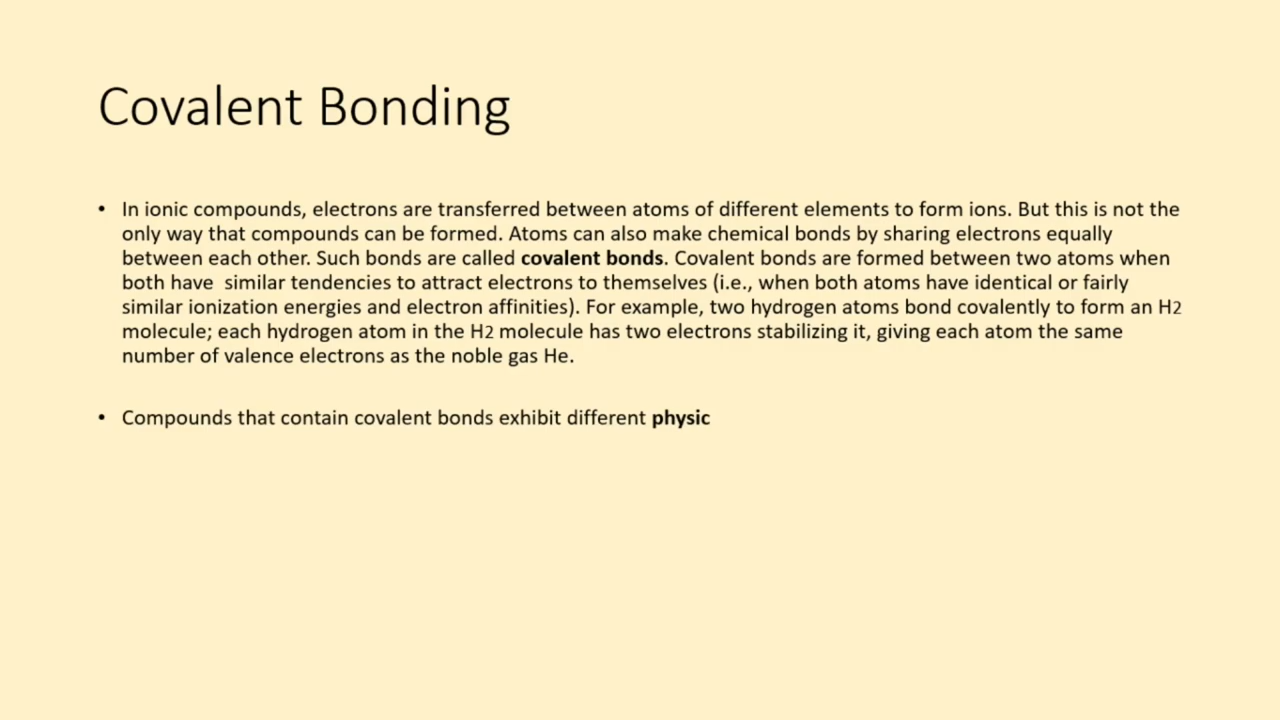 Covalent Bonding
• In ionic compounds, electrons are transferred between atoms of different elements to form ions. But this is not the
only way that compounds can be formed. Atoms can also make chemical bonds by sharing electrons equally
between each other. Such bonds are called covalent bonds. Covalent bonds are formed between two atoms when
both have  similar tendencies to attract electrons to themselves (i.e., when both atoms have identical or fairly
similar ionization energies and electron affinities). For example, two hydrogen atoms bond covalently to form an H2
molecule; each hydrogen atom in the H2 molecule has two electrons stabilizing it, giving each atom the same
number of valence electrons as the noble gas He.
• Compounds that contain covalent bonds exhibit different physic